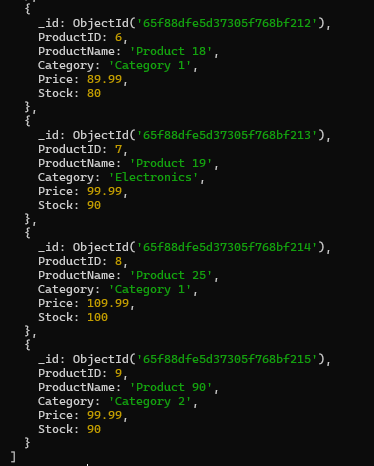 {
_id: ObjectId('65f88dfe5d37305f768bf212'),
ProductID: 6,
ProductName: 'Product 18',
Category: 'Category 1',
Price: 89.99,
Stock: 80
},
{
_id: ObjectId('65f88dfe5d37305f768bf213'),
ProductID: 7,
ProductName: 'Product 19',
Category: 'Electronics',
Price: 99.99,
Stock: 90
},
{
_id: ObjectId('65f88dfe5d37305f768bf214'),
ProductID: 8,
ProductName: 'Product 25',
Category: 'Category 1',
Price: 109.99,
Stock: 100
},
{
_id: ObjectId('65f88dfe5d37305f768bf215'),
ProductID: 9,
ProductName: 'Product 90',
Category: 'Category 2',
Price: 99.99,
Stock: 90
}
]